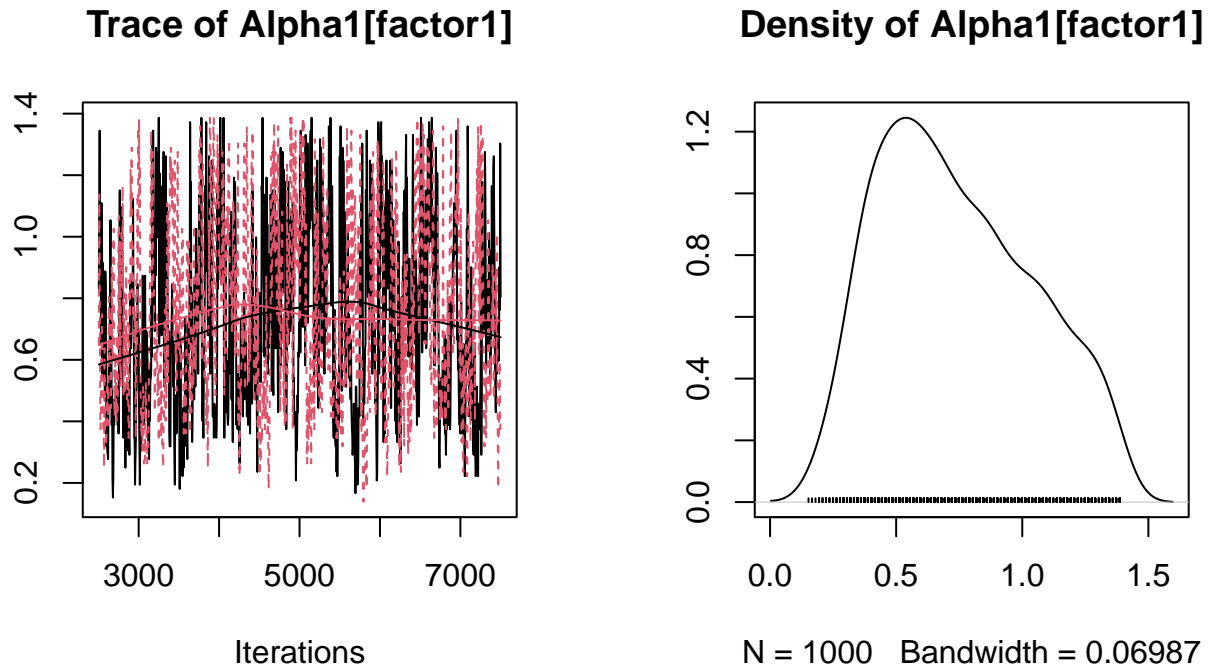 Trace of Alpha1[factor1]
1.4
1.0
0.6
0.2
3000 5000 7000
Iterations
Density of Alpha1[factor1]
1.2
0.8
0.4
0.0
0.0 0.5 1.0 1.5
N = 1000 Bandwidth = 0.06987